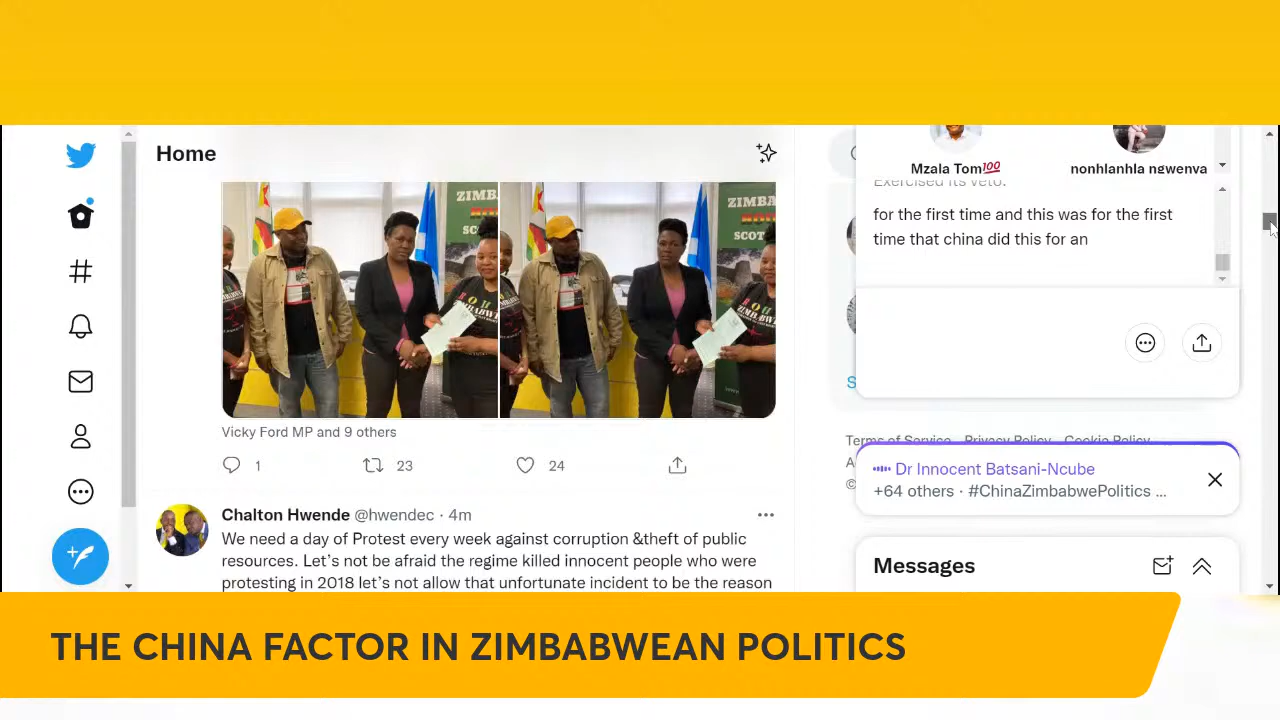 Home
ZIMBA
SCOT
Vicky Ford MP and 9 others
1
23
24
Chalton Hwende @hwendec · 4m
We need a day of Protest every week against corruption &theft of public
resources. Let's not be afraid the regime killed innocent people who were
protesting in 2018 let's not allow that unfortunate incident to be the reason
Mzala Tom💯
nonhlanhla ngwenya
Exercised its veto.
for the first time and this was for the first
time that china did this for an
Terms of Service Privacy Policy Cookie Policy
Dr Innocent Batsani-Ncube
+64 others · #ChinaZimbabwePolitics ...
Messages
THE CHINA FACTOR IN ZIMBABWEAN POLITICS